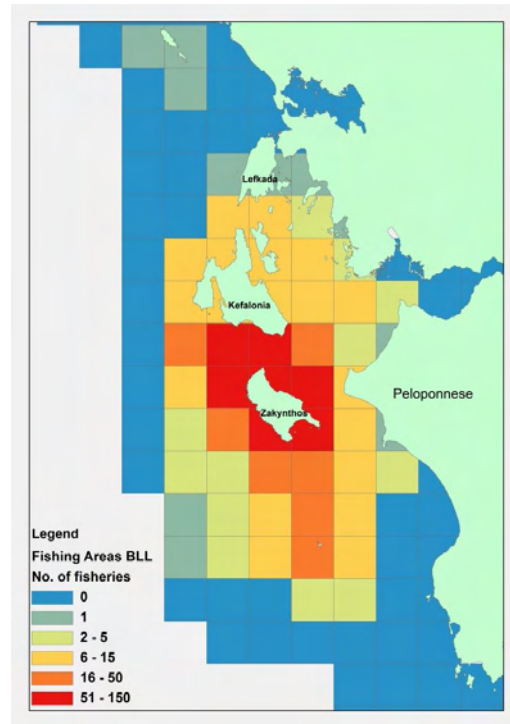 Lefkada
Kefalonia
Peloponnese
Zakynthos
Legend
Fishing Areas BLL
No. of fisheries
0
1
2 - 5
6 - 15
16 - 50
51 - 150